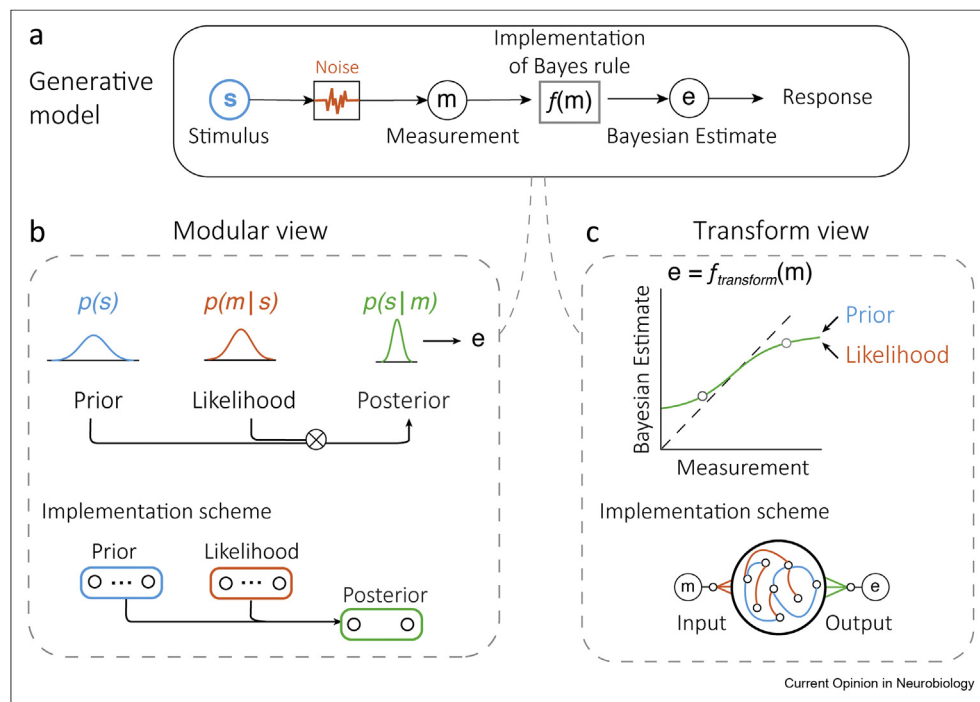 a
Generative
model
s
Stimulus
Noise
m
Measurement
Implementation
of Bayes rule
f(m)
e
Bayesian Estimate
Response
b
Modular view
p(s)
p(m|s)
p(s|m)
e
Prior
Likelihood
Posterior
Implementation scheme
Prior
Likelihood
Posterior
c
Transform view
e = ftransform(m)
Bayesian Estimate
Prior
Likelihood
Measurement
Implementation scheme
m
e
Input
Output
Current Opinion in Neurobiology